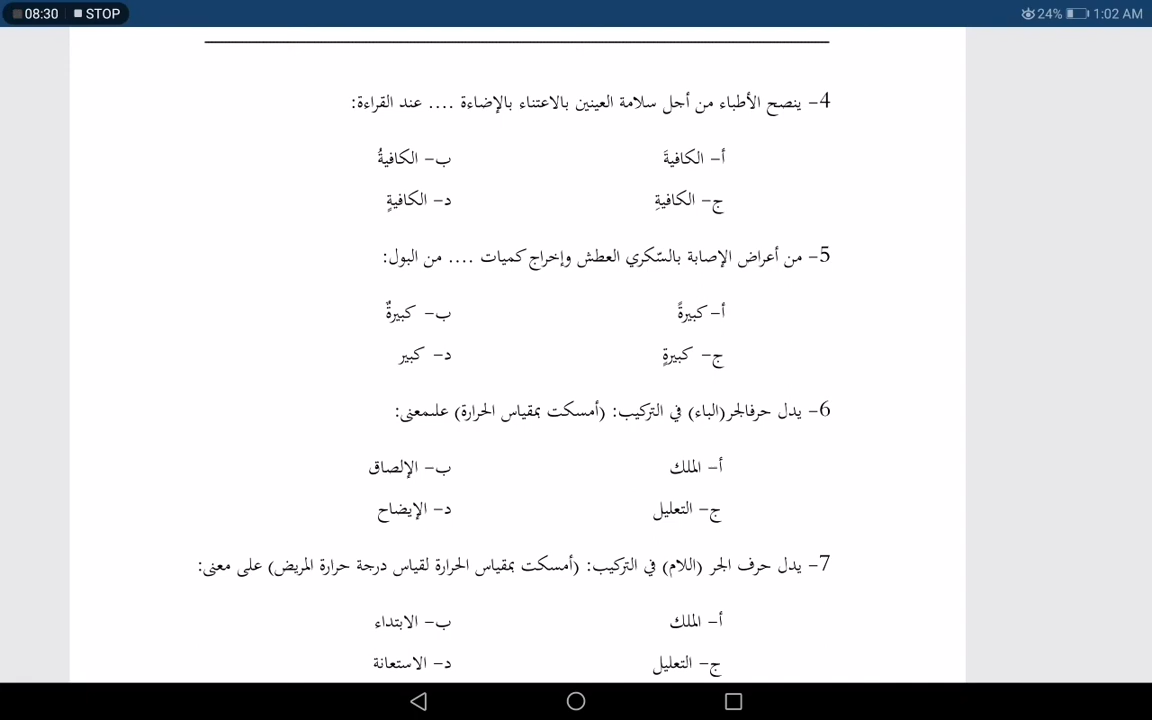 08:30 STOP 24% 1:02 AM
4– ينصح الأطباء من أجل سلامة العينين بالاعتناء بالإضاءة .... عند القراءة:
أ– الكافيةَ ب– الكافيةُ
ج– الكافيةِ د– الكافيةٍ
5– من أعراض الإصابة بالسّكري العطش وإخراج كميات .... من البول:
أ– كبيرةً ب– كبيرةٌ
ج– كبيرةٍ د– كبير
6– يدل حرفالجر(الباء) في التركيب: (أمسكت بمقياس الحرارة) علىمعنى:
أ– الملك ب– الإلصاق
ج– التعليل د– الإيضاح
7– يدل حرف الجر (اللام) في التركيب: (أمسكت بمقياس الحرارة لقياس درجة حرارة المريض) على معنى:
أ– الملك ب– الابتداء
ج– التعليل د– الاستعانة